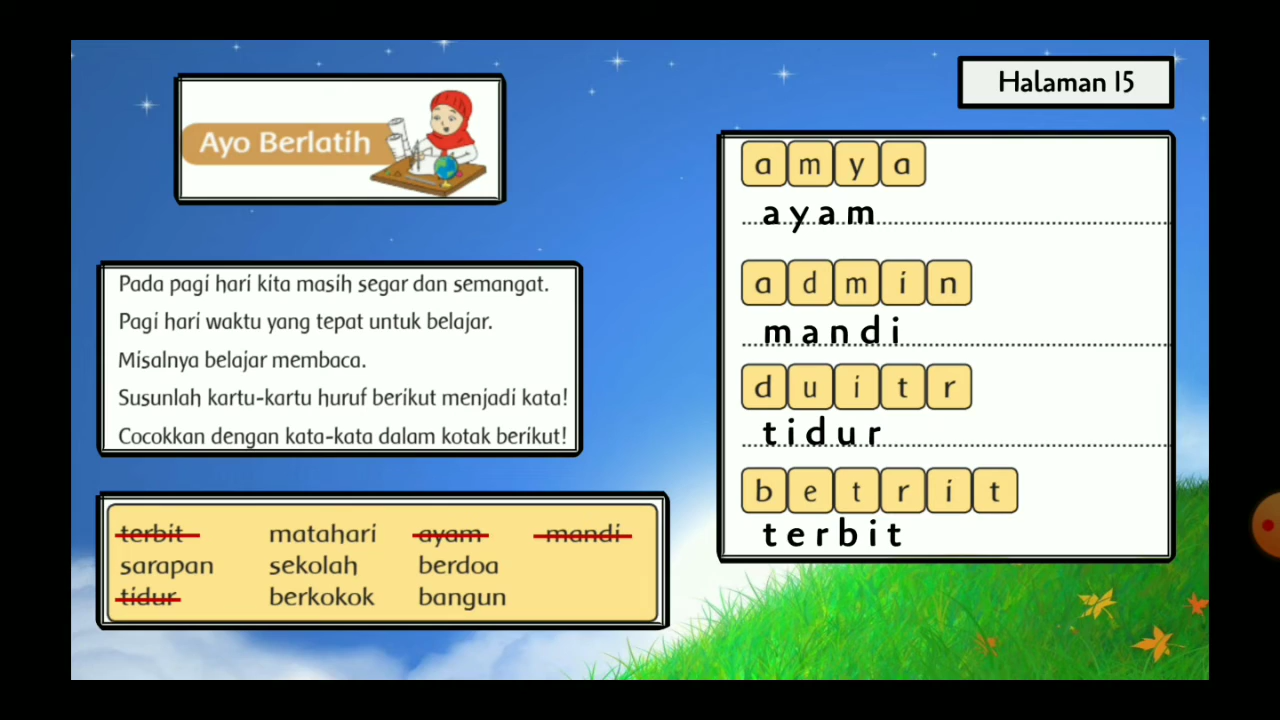 Halaman 15
Ayo Berlatih
Pada pagi hari kita masih segar dan semangat.
Pagi hari waktu yang tepat untuk belajar.
Misalnya belajar membaca.
Susunlah kartu-kartu huruf berikut menjadi kata!
Cocokkan dengan kata-kata dalam kotak berikut!
terbit matahari ayam mandi
sarapan sekolah berdoa
tidur berkokok bangun
a m y a
a y a m
a d m i n
m a n d i
d u i t r
t i d u r
b e t r i t
t e r b i t